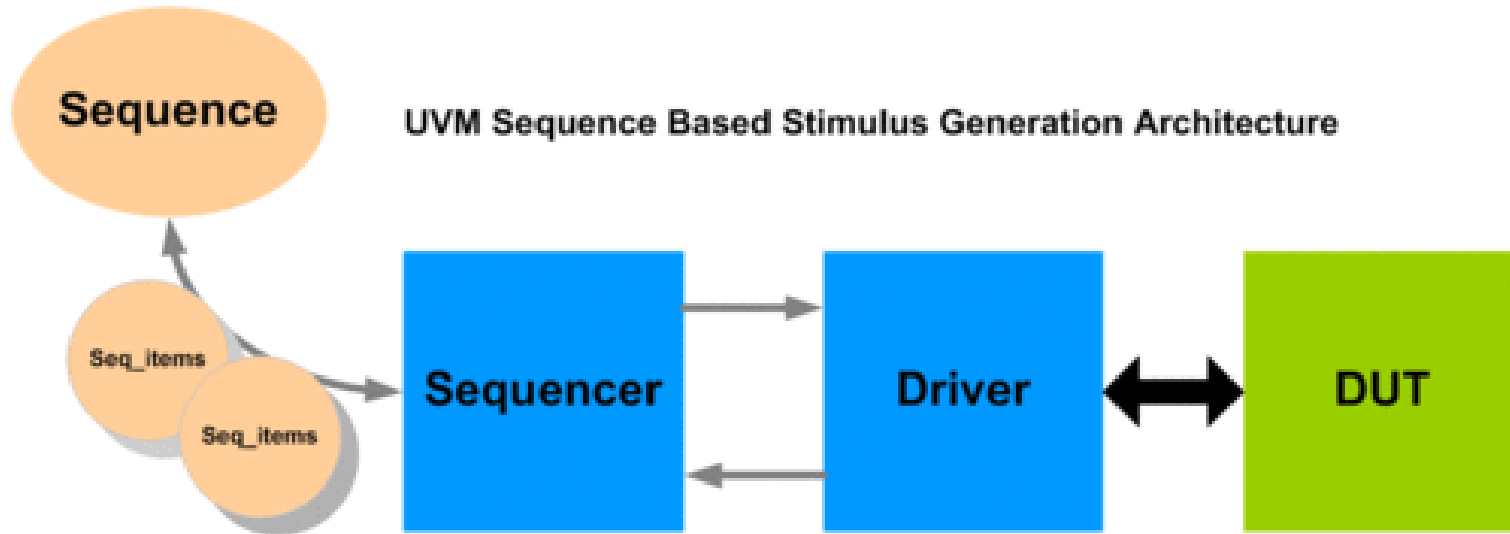 Sequence
UVM Sequence Based Stimulus Generation Architecture
Seq_items
Seq_items
Sequencer
Driver
DUT